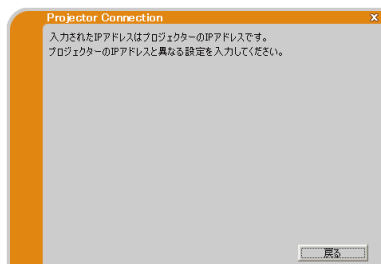 Projector Connection
入力されたIPアドレスはプロジェクターのIPアドレスです。
プロジェクターのIPアドレスと異なる設定を入力してください。
戻る